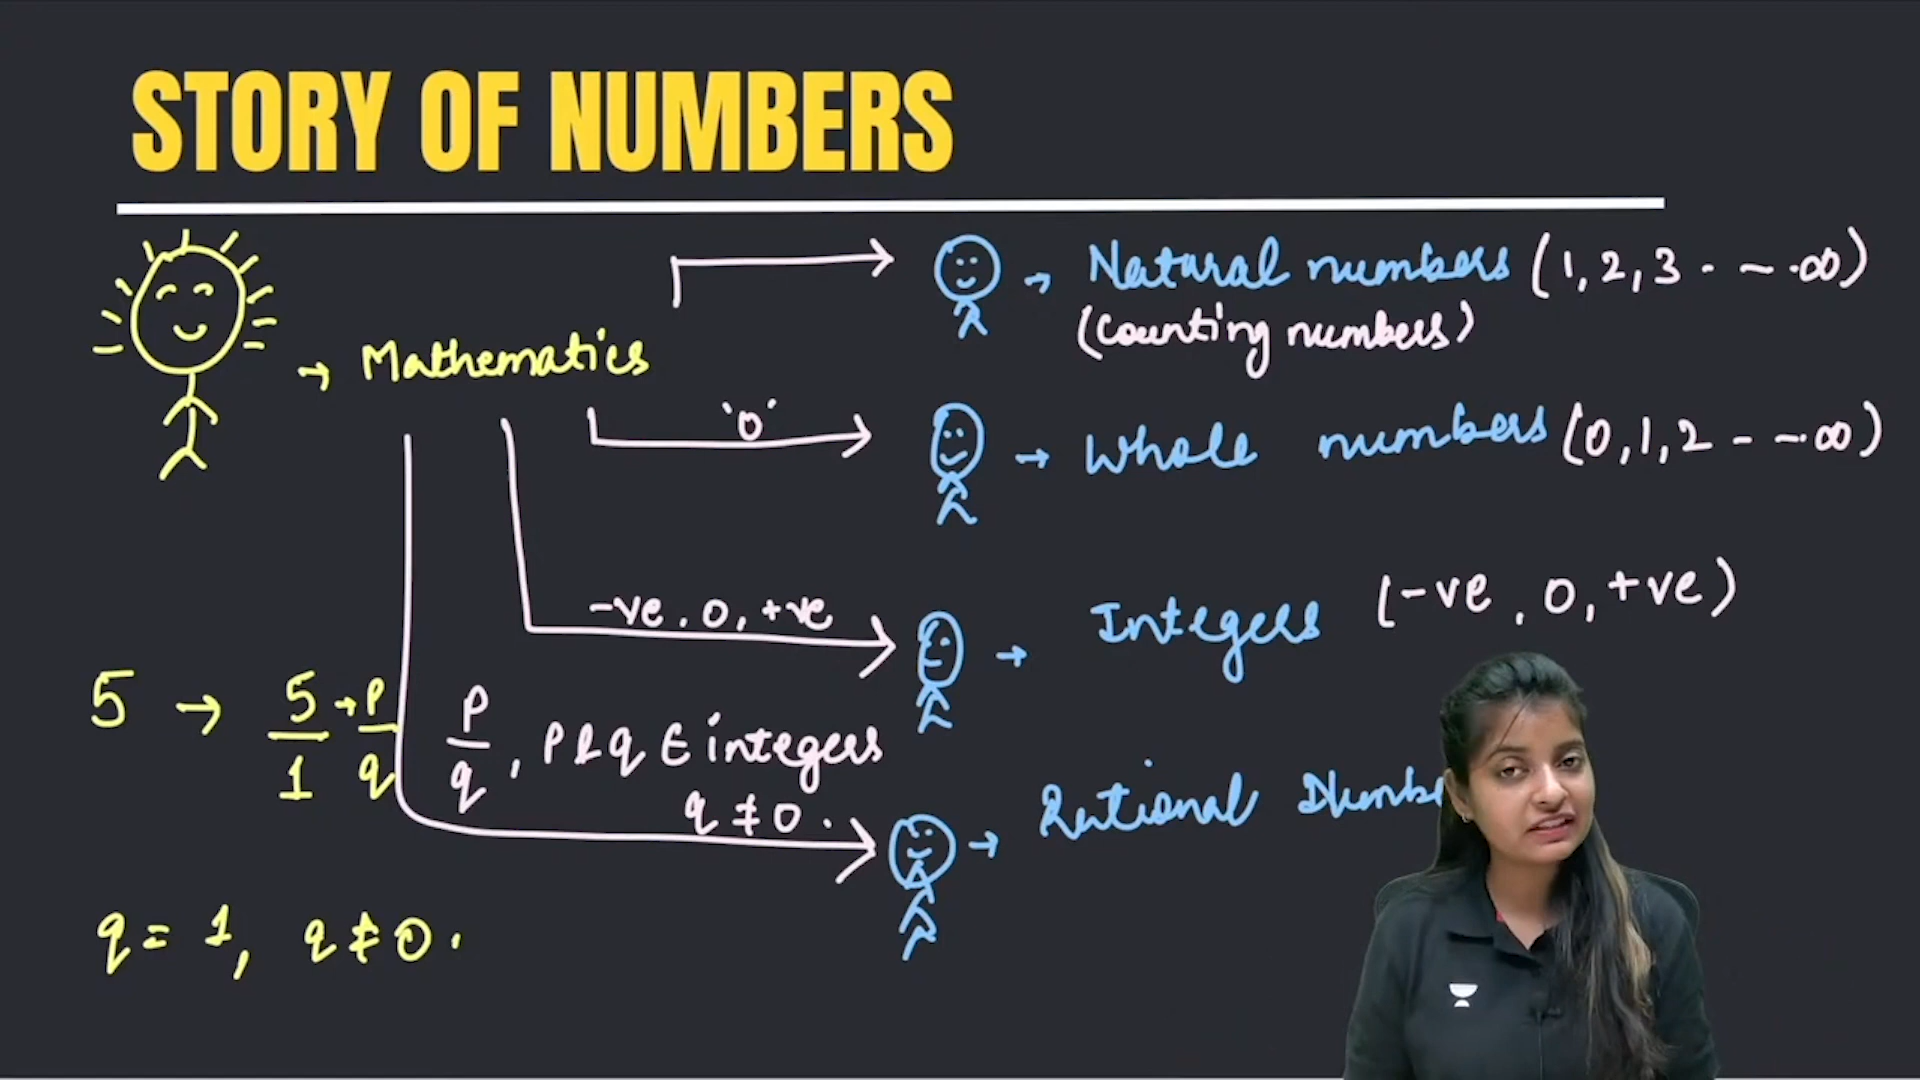 STORY OF NUMBERS
→ Natural numbers (1, 2, 3 - - - ∞)
(Counting numbers)
→ Mathematics
'0'
→ Whole numbers (0, 1, 2 - - - ∞)
-ve, 0, +ve
→ Integers (-ve, 0, +ve)
5 → 5/1 → P/q
P/q, P & q ∈ integers
q ≠ 0.
→ Rational Numbe
q = 1, q ≠ 0.